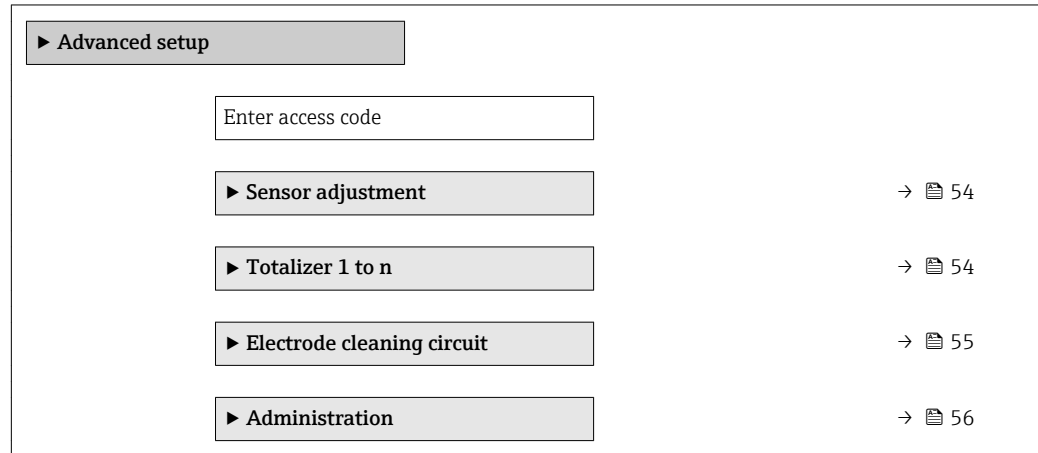 ▶ Advanced setup
Enter access code
▶ Sensor adjustment → 54
▶ Totalizer 1 to n → 54
▶ Electrode cleaning circuit → 55
▶ Administration → 56